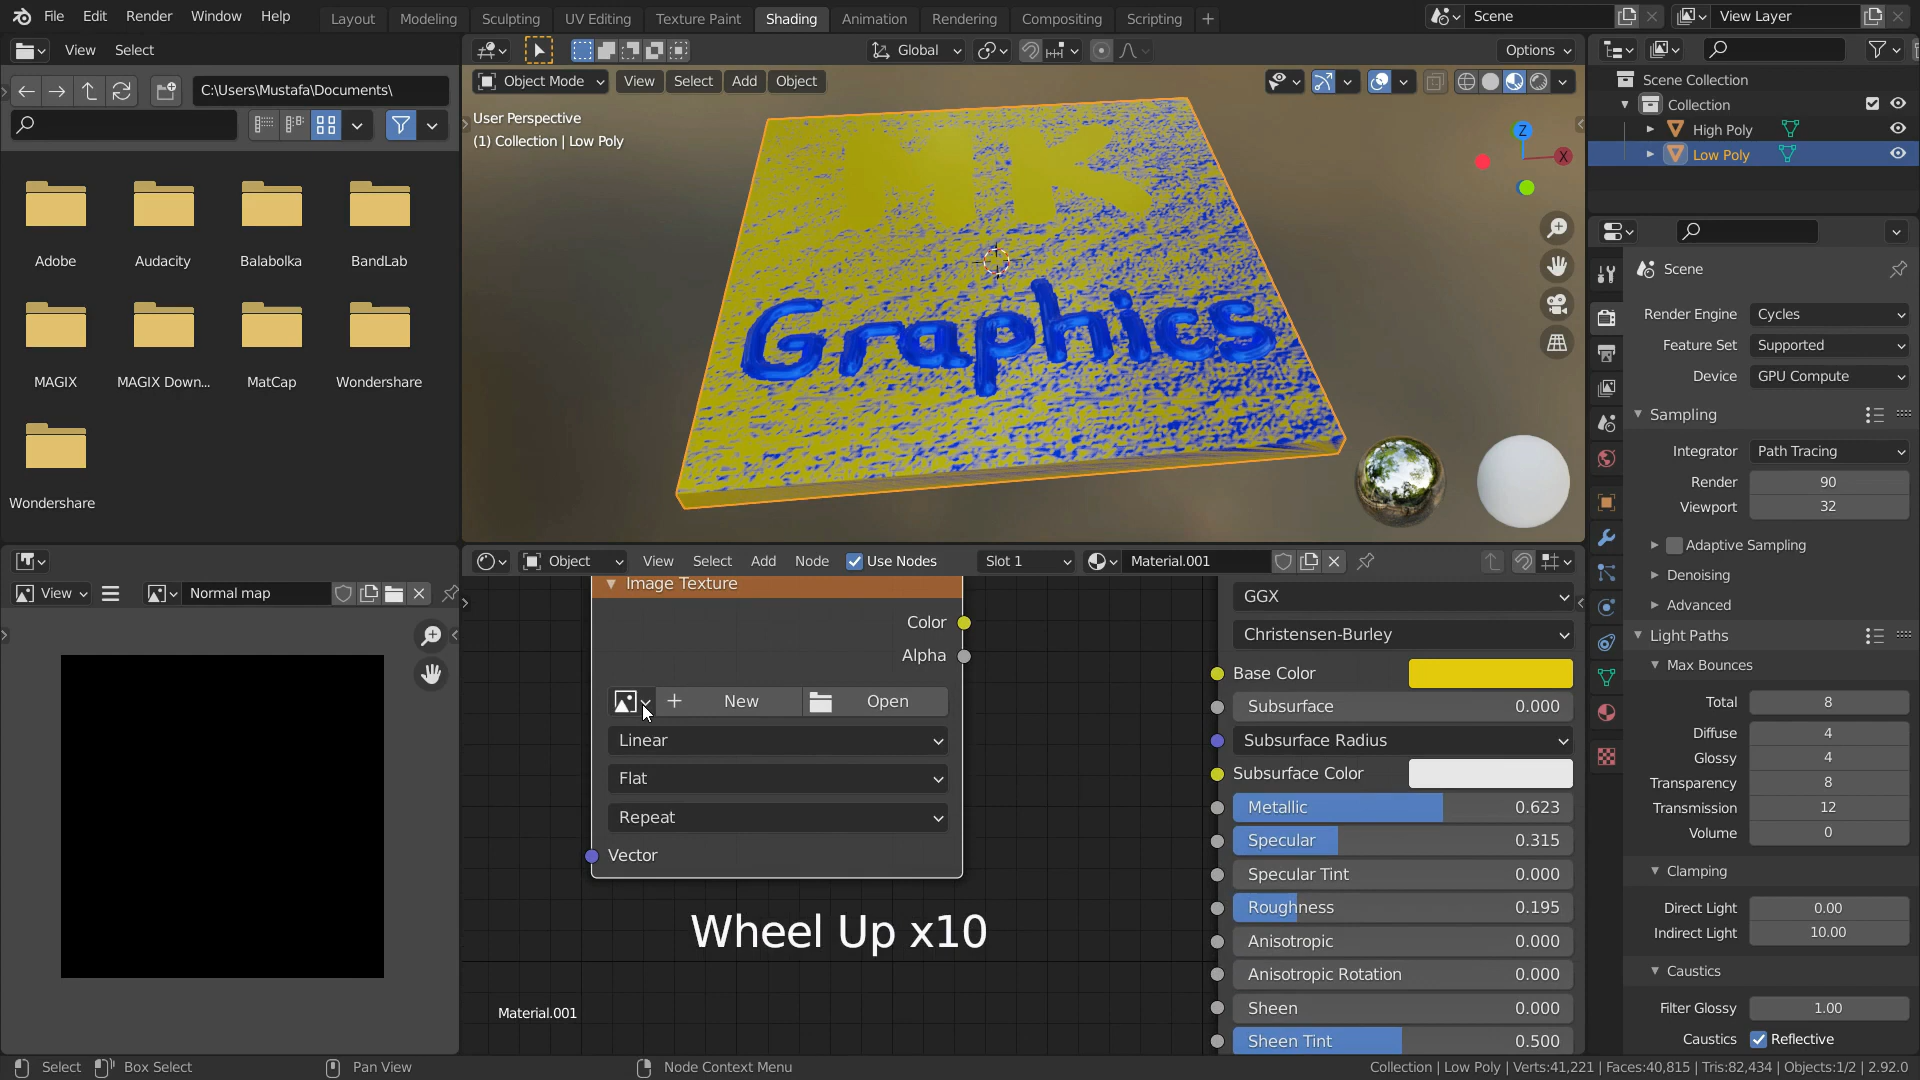 File Edit Render Window Help
Layout Modeling Sculpting UV Editing Texture Paint Shading Animation Rendering Compositing Scripting +
Scene
View Layer
View Select
Global
Options
C:\Users\Mustafa\Documents\
Object Mode View Select Add Object
User Perspective
(1) Collection | Low Poly
HK
Graphics
Z
X
Adobe Audacity Balabolka BandLab
MAGIX MAGIX Down... MatCap Wondershare
Wondershare
Scene Collection
Collection
High Poly
Low Poly
Scene
Render Engine Cycles
Feature Set Supported
Device GPU Compute
Sampling
Integrator Path Tracing
Render 90
Viewport 32
Adaptive Sampling
Denoising
Advanced
Light Paths
Max Bounces
Total 8
Diffuse 4
Glossy 4
Transparency 8
Transmission 12
Volume 0
Clamping
Direct Light 0.00
Indirect Light 10.00
Caustics
Filter Glossy 1.00
Caustics Reflective
View Normal map
Object View Select Add Node Use Nodes Slot 1 Material.001
Image Texture
Color
Alpha
New Open
Linear
Flat
Repeat
Vector
Wheel Up x10
Material.001
GGX
Christensen-Burley
Base Color
Subsurface 0.000
Subsurface Radius
Subsurface Color
Metallic 0.623
Specular 0.315
Specular Tint 0.000
Roughness 0.195
Anisotropic 0.000
Anisotropic Rotation 0.000
Sheen 0.000
Sheen Tint 0.500
Select Box Select Pan View Node Context Menu
Collection | Low Poly | Verts:41,221 | Faces:40,815 | Tris:82,434 | Objects:1/2 | 2.92.0